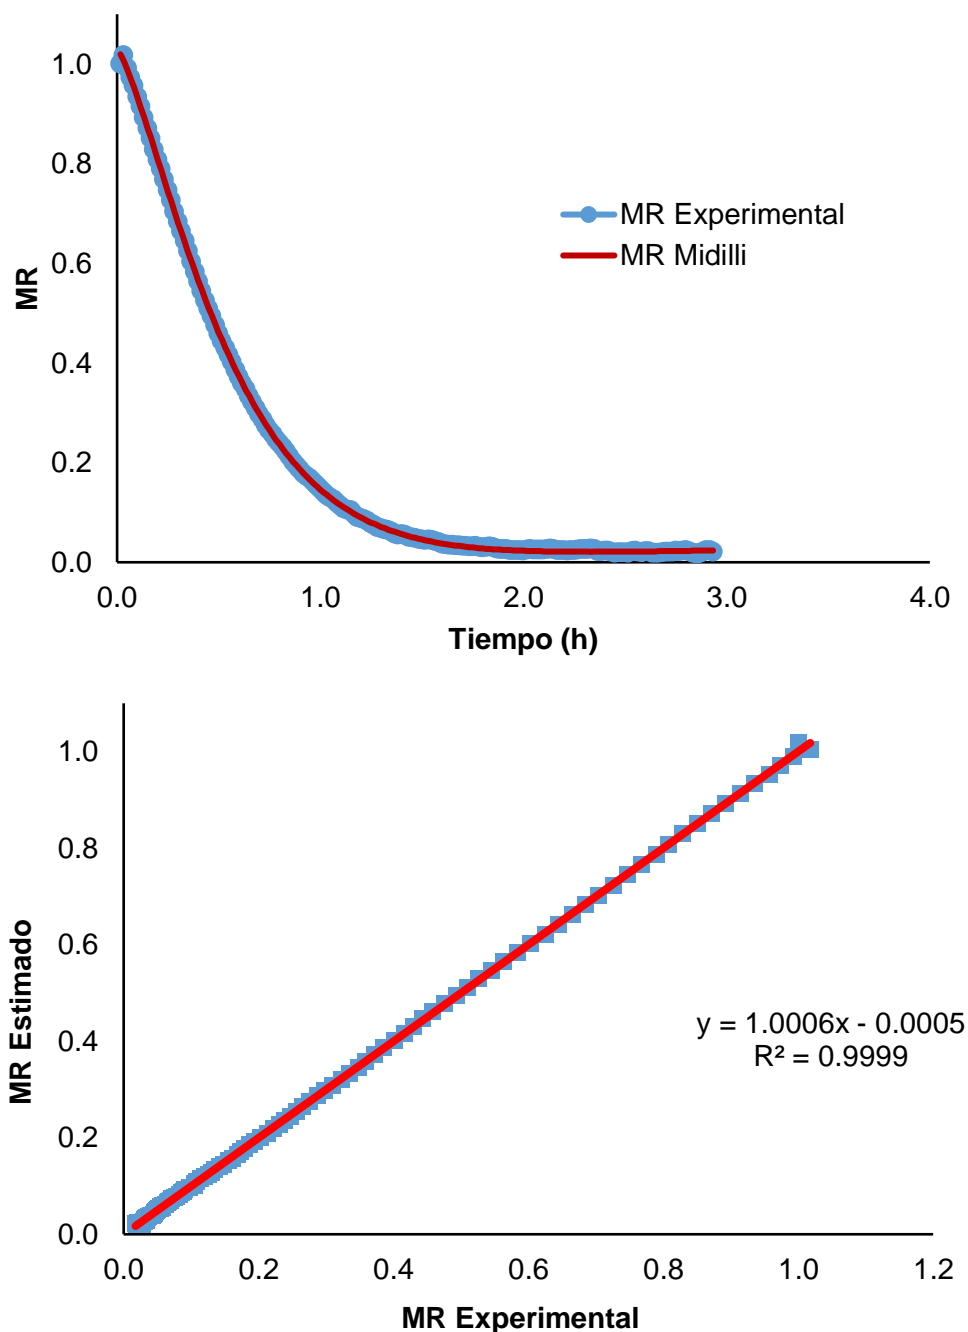 1.0
0.8
0.6
0.4
0.2
0.0
MR
MR Experimental
MR Midilli
0.0 1.0 2.0 3.0 4.0
Tiempo (h)
1.0
0.8
0.6
0.4
0.2
0.0
MR Estimado
y = 1.0006x - 0.0005
R² = 0.9999
0.0 0.2 0.4 0.6 0.8 1.0 1.2
MR Experimental